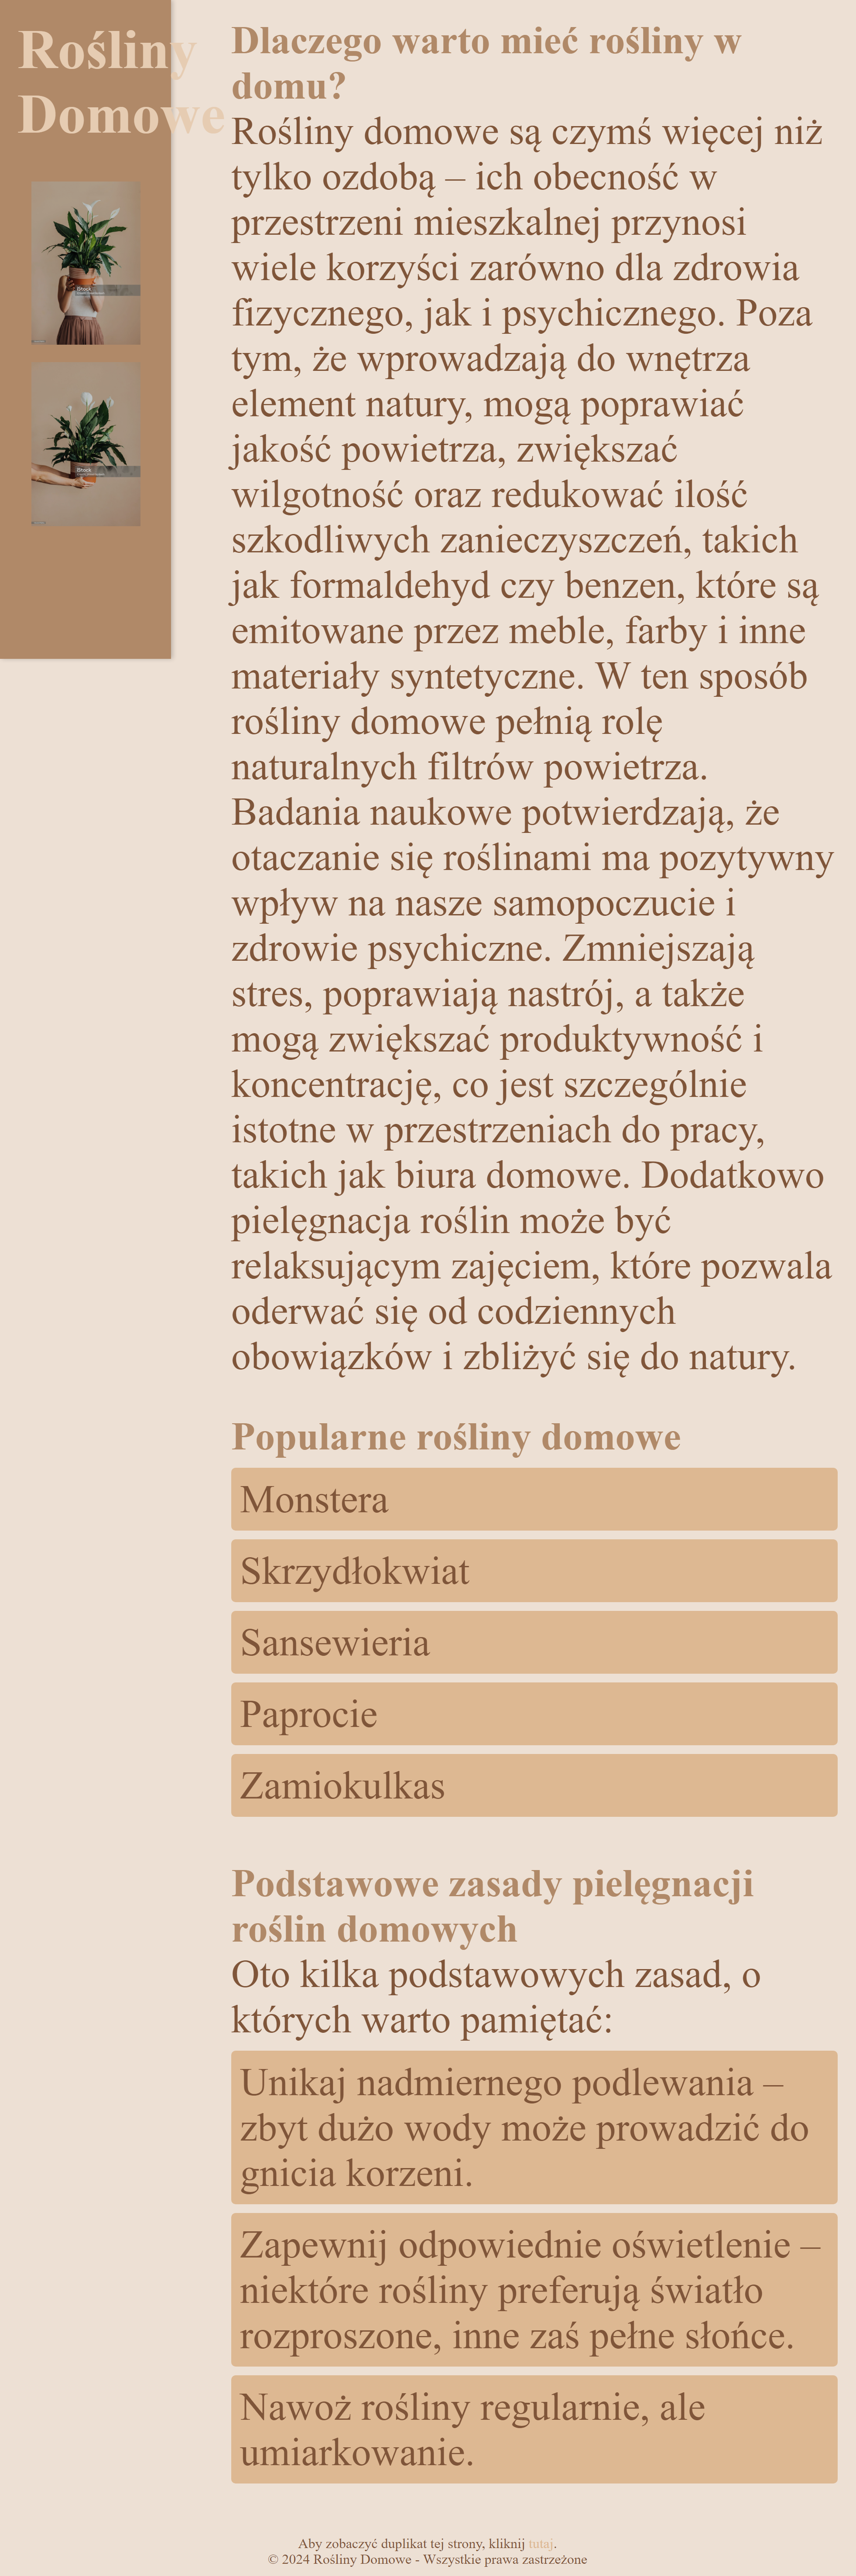 Rośliny
Domowe
iStock
iStock
Dlaczego warto mieć rośliny w
domu?
Rośliny domowe są czymś więcej niż
tylko ozdobą – ich obecność w
przestrzeni mieszkalnej przynosi
wiele korzyści zarówno dla zdrowia
fizycznego, jak i psychicznego. Poza
tym, że wprowadzają do wnętrza
element natury, mogą poprawiać
jakość powietrza, zwiększać
wilgotność oraz redukować ilość
szkodliwych zanieczyszczeń, takich
jak formaldehyd czy benzen, które są
emitowane przez meble, farby i inne
materiały syntetyczne. W ten sposób
rośliny domowe pełnią rolę
naturalnych filtrów powietrza.
Badania naukowe potwierdzają, że
otaczanie się roślinami ma pozytywny
wpływ na nasze samopoczucie i
zdrowie psychiczne. Zmniejszają
stres, poprawiają nastrój, a także
mogą zwiększać produktywność i
koncentrację, co jest szczególnie
istotne w przestrzeniach do pracy,
takich jak biura domowe. Dodatkowo
pielęgnacja roślin może być
relaksującym zajęciem, które pozwala
oderwać się od codziennych
obowiązków i zbliżyć się do natury.
Popularne rośliny domowe
Monstera
Skrzydłokwiat
Sansewieria
Paprocie
Zamiokulkas
Podstawowe zasady pielęgnacji
roślin domowych
Oto kilka podstawowych zasad, o
których warto pamiętać:
Unikaj nadmiernego podlewania –
zbyt dużo wody może prowadzić do
gnicia korzeni.
Zapewnij odpowiednie oświetlenie –
niektóre rośliny preferują światło
rozproszone, inne zaś pełne słońce.
Nawoź rośliny regularnie, ale
umiarkowanie.
Aby zobaczyć duplikat tej strony, kliknij tutaj.
© 2024 Rośliny Domowe - Wszystkie prawa zastrzeżone